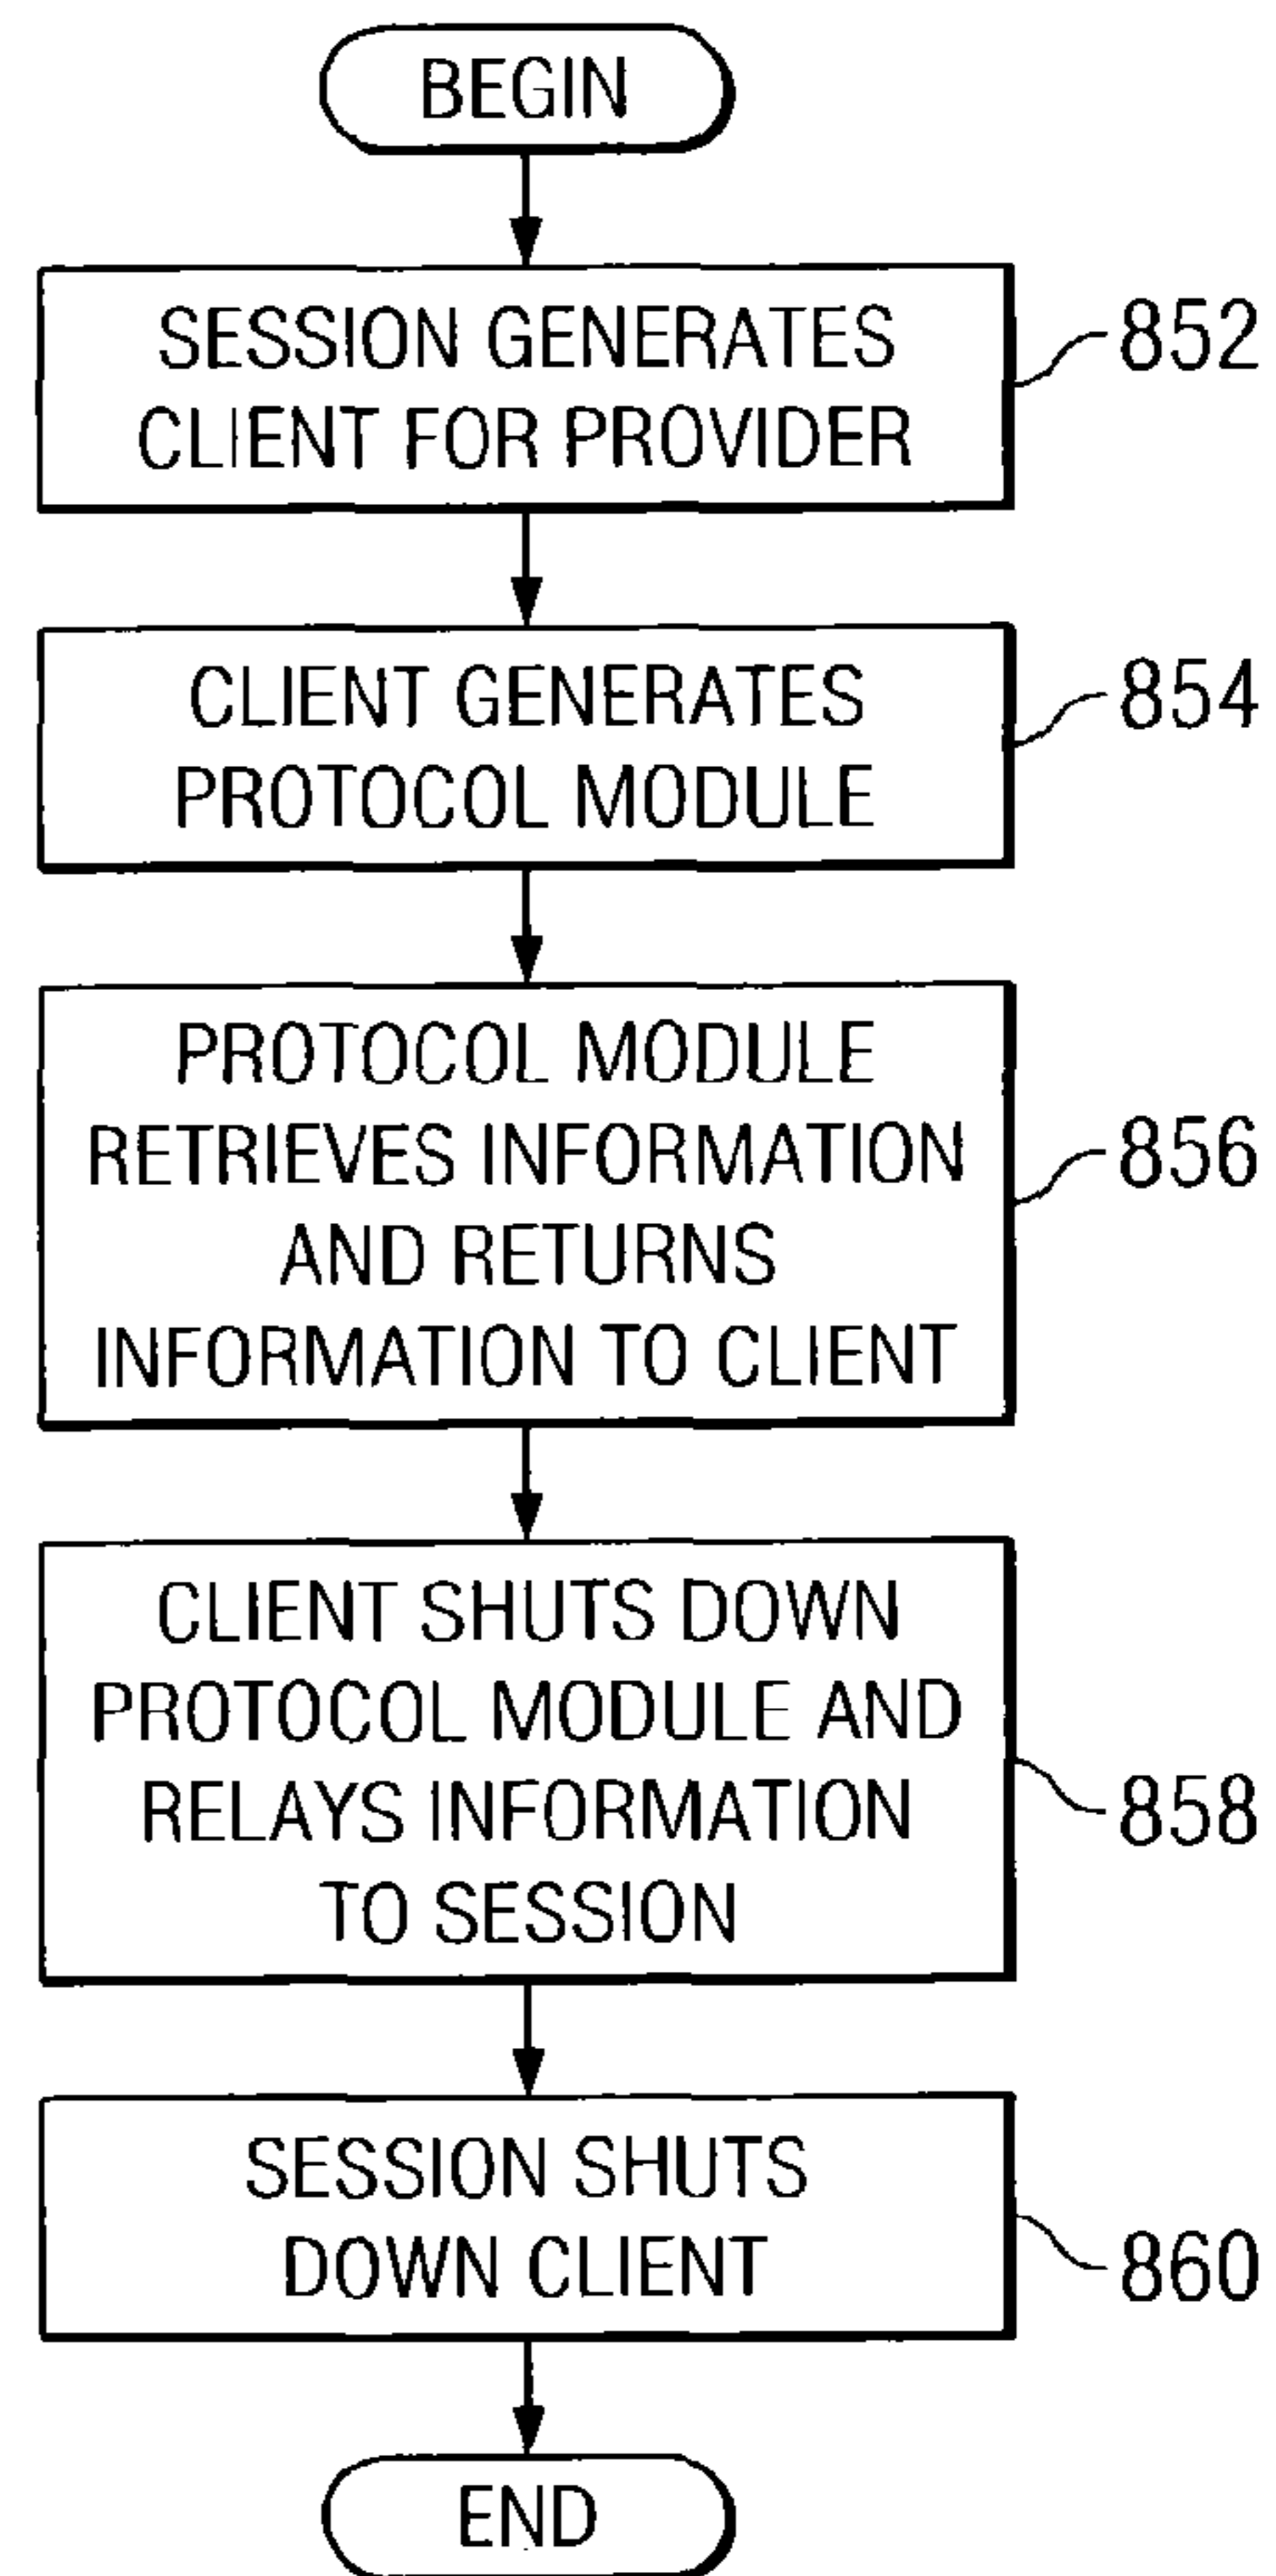 BEGIN
SESSION GENERATES
CLIENT FOR PROVIDER
852
CLIENT GENERATES
PROTOCOL MODULE
854
PROTOCOL MODULE
RETRIEVES INFORMATION
AND RETURNS
INFORMATION TO CLIENT
856
CLIENT SHUTS DOWN
PROTOCOL MODULE AND
RELAYS INFORMATION
TO SESSION
858
SESSION SHUTS
DOWN CLIENT
860
END